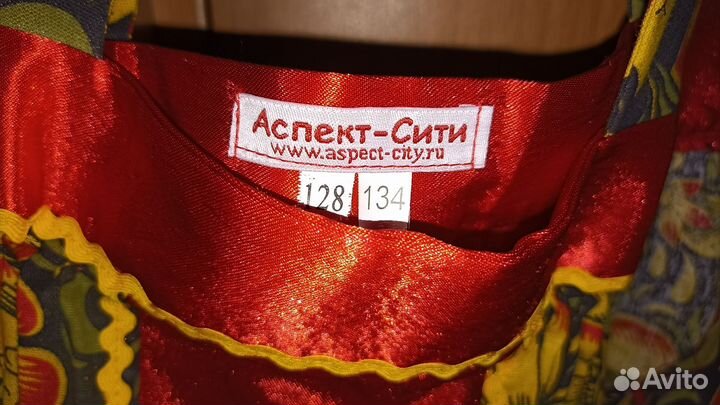 Аспект-Сити
www.aspect-city.ru
128 134
Avito